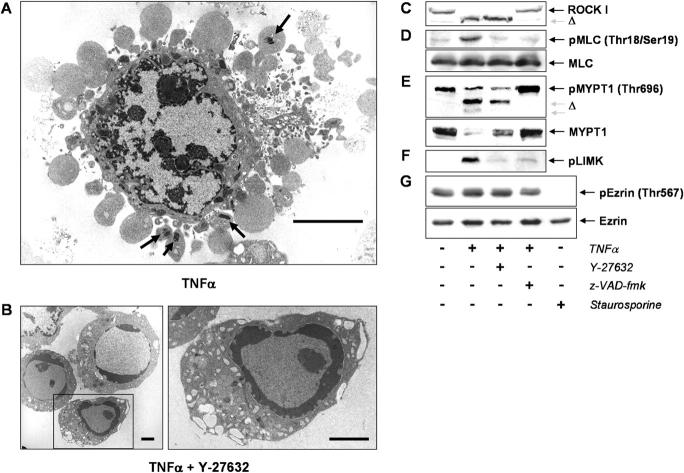 A
TNFα
B
TNFα + Y-27632
C
ROCK I
Δ
D
pMLC (Thr18/Ser19)
MLC
E
pMYPT1 (Thr696)
Δ
MYPT1
F
pLIMK
G
pEzrin (Thr567)
Ezrin
- + + + - TNFα
- - + - - Y-27632
- - - + - z-VAD-fmk
- - - - + Staurosporine